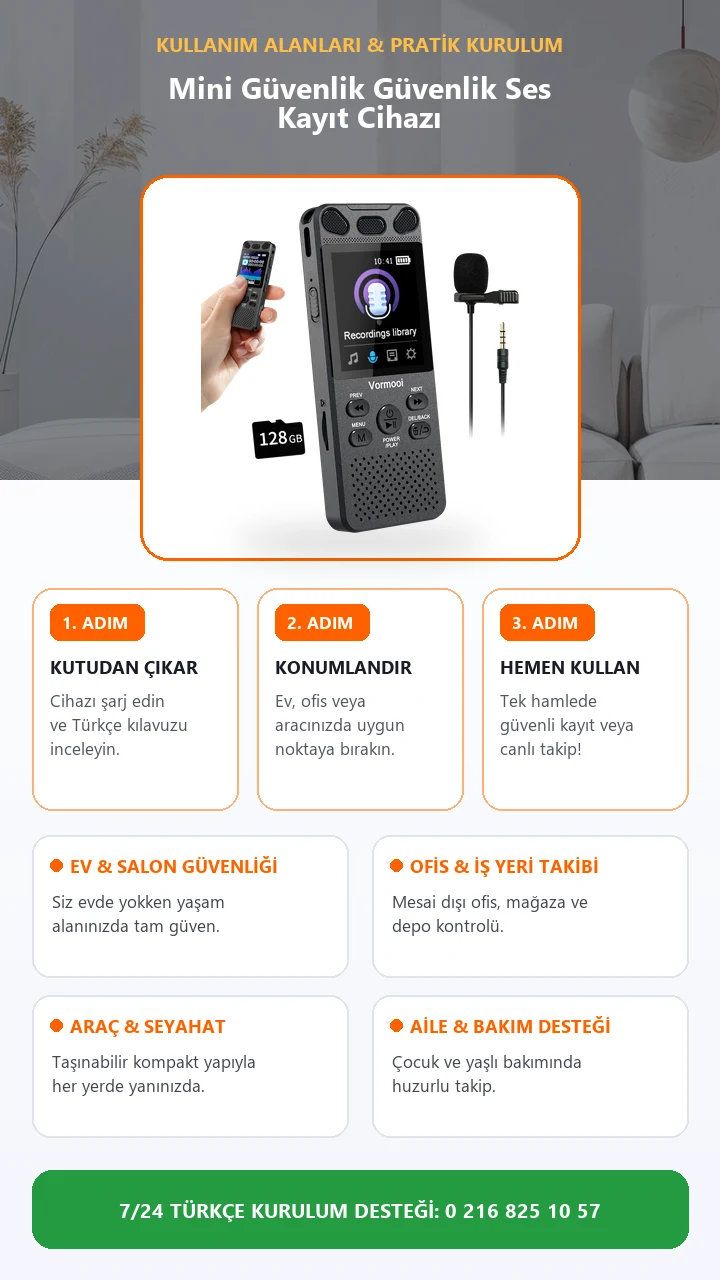 KULLANIM ALANLARI & PRATİK KURULUM
Mini Güvenlik Güvenlik Ses
Kayıt Cihazı
10:41
Recordings library
Vormooi
PREV
NEXT
MENU
DEL/BACK
M
POWER
/PLAY
128GB
1. ADIM
KUTUDAN ÇIKAR
Cihazı şarj edin
ve Türkçe kılavuzu
inceleyin.
2. ADIM
KONUMLANDIR
Ev, ofis veya
aracınızda uygun
noktaya bırakın.
3. ADIM
HEMEN KULLAN
Tek hamlede
güvenli kayıt veya
canlı takip!
EV & SALON GÜVENLİĞİ
Siz evde yokken yaşam
alanınızda tam güven.
OFİS & İŞ YERİ TAKİBİ
Mesai dışı ofis, mağaza ve
depo kontrolü.
ARAÇ & SEYAHAT
Taşınabilir kompakt yapıyla
her yerde yanınızda.
AİLE & BAKIM DESTEĞİ
Çocuk ve yaşlı bakımında
huzurlu takip.
7/24 TÜRKÇE KURULUM DESTEĞİ: 0 216 825 10 57